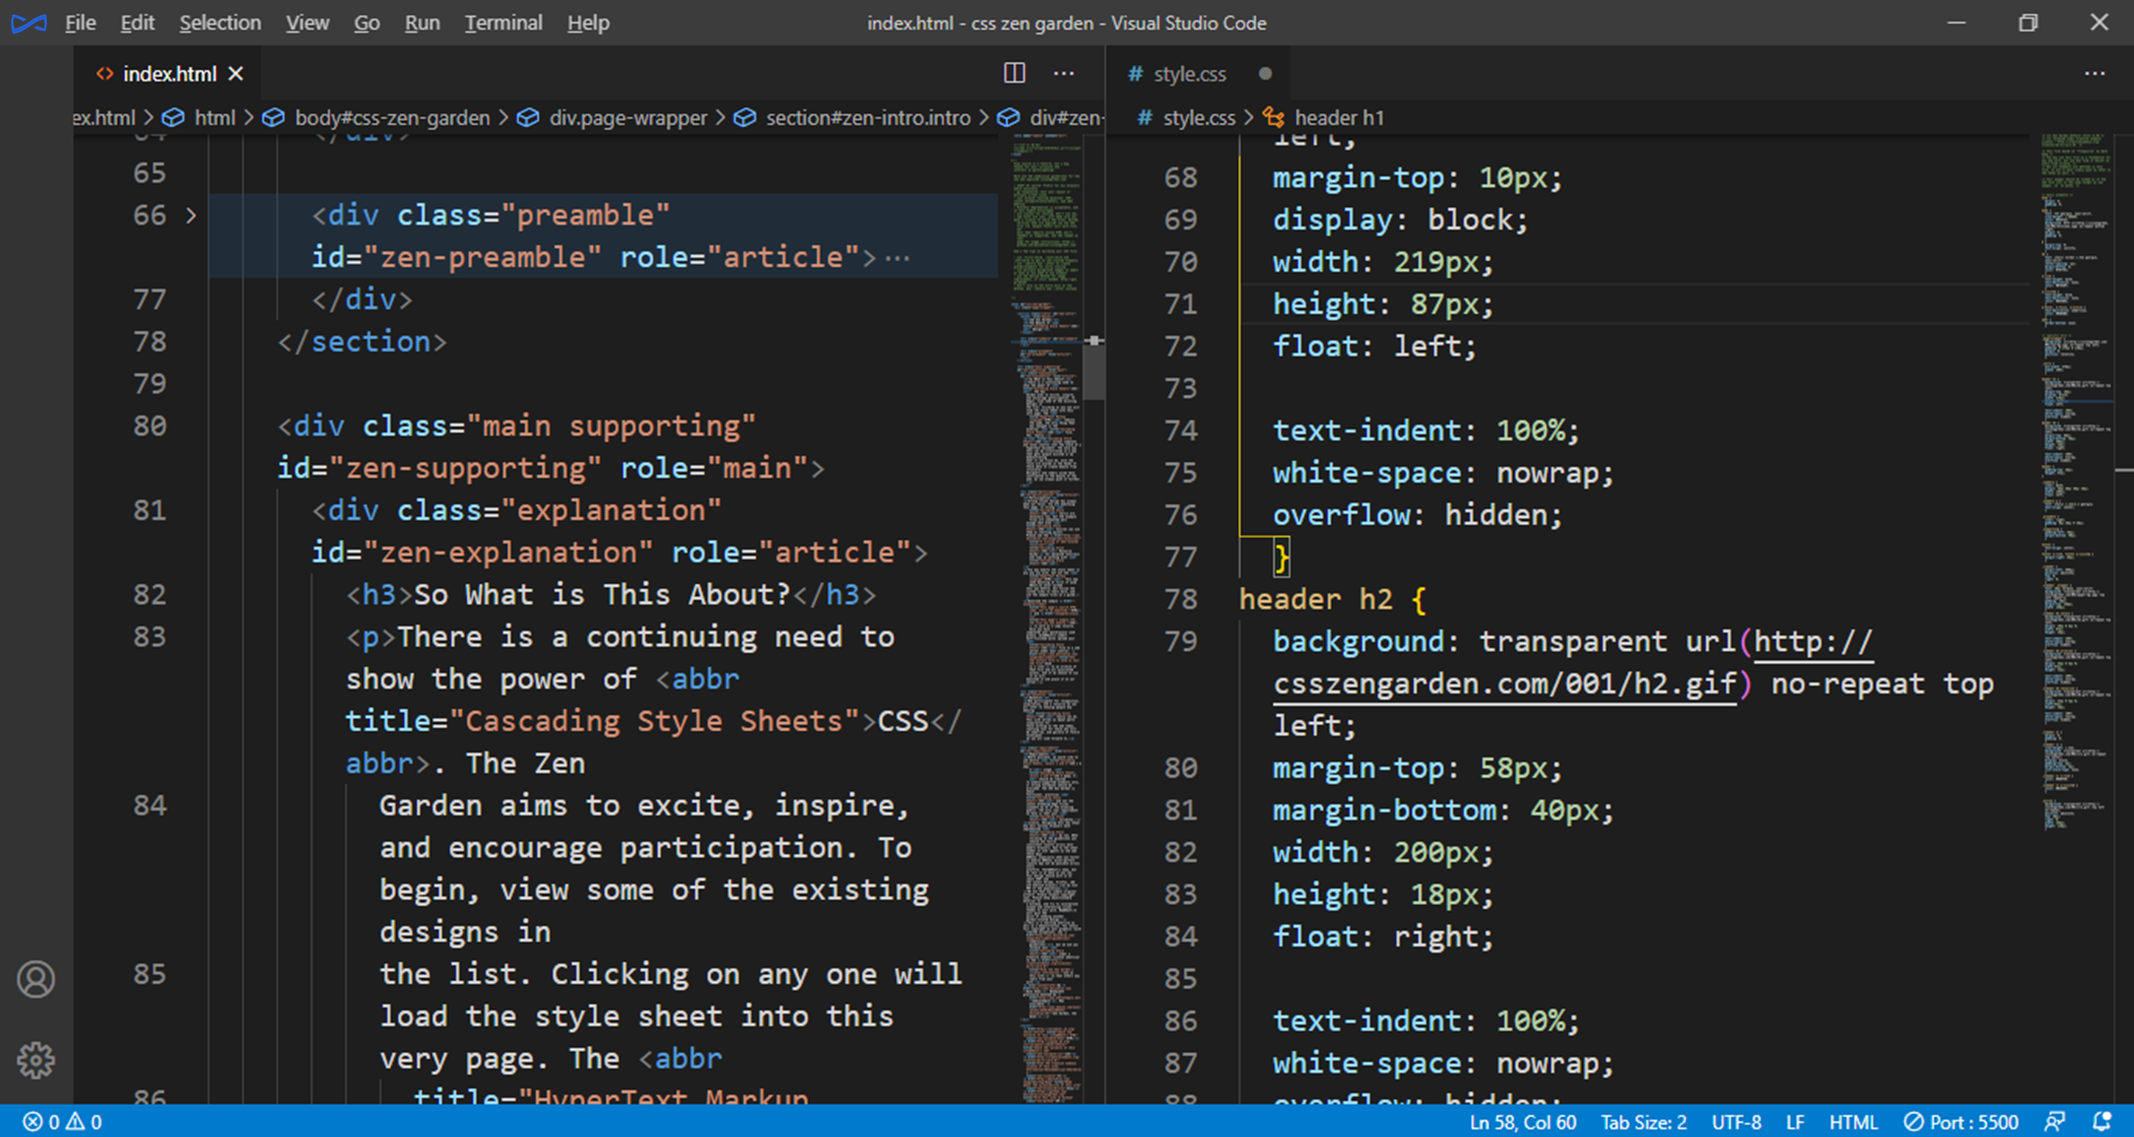 File Edit Selection View Go Run Terminal Help
index.html - css zen garden - Visual Studio Code
index.html
ex.html > html > body#css-zen-garden > div.page-wrapper > section#zen-intro.intro > div#zen-
64 </div>
65
66 <div class="preamble"
id="zen-preamble" role="article">···
77 </div>
78 </section>
79
80 <div class="main supporting"
id="zen-supporting" role="main">
81 <div class="explanation"
id="zen-explanation" role="article">
82 <h3>So What is This About?</h3>
83 <p>There is a continuing need to
show the power of <abbr
title="Cascading Style Sheets">CSS</
abbr>. The Zen
84 Garden aims to excite, inspire,
and encourage participation. To
begin, view some of the existing
designs in
85 the list. Clicking on any one will
load the style sheet into this
very page. The <abbr
86 title="HyperText Markup
# style.css
# style.css > header h1
left;
68 margin-top: 10px;
69 display: block;
70 width: 219px;
71 height: 87px;
72 float: left;
73
74 text-indent: 100%;
75 white-space: nowrap;
76 overflow: hidden;
77 }
78 header h2 {
79 background: transparent url(http://
csszengarden.com/001/h2.gif) no-repeat top
left;
80 margin-top: 58px;
81 margin-bottom: 40px;
82 width: 200px;
83 height: 18px;
84 float: right;
85
86 text-indent: 100%;
87 white-space: nowrap;
88 overflow: hidden;
0 0
Ln 58, Col 60 Tab Size: 2 UTF-8 LF HTML Port : 5500